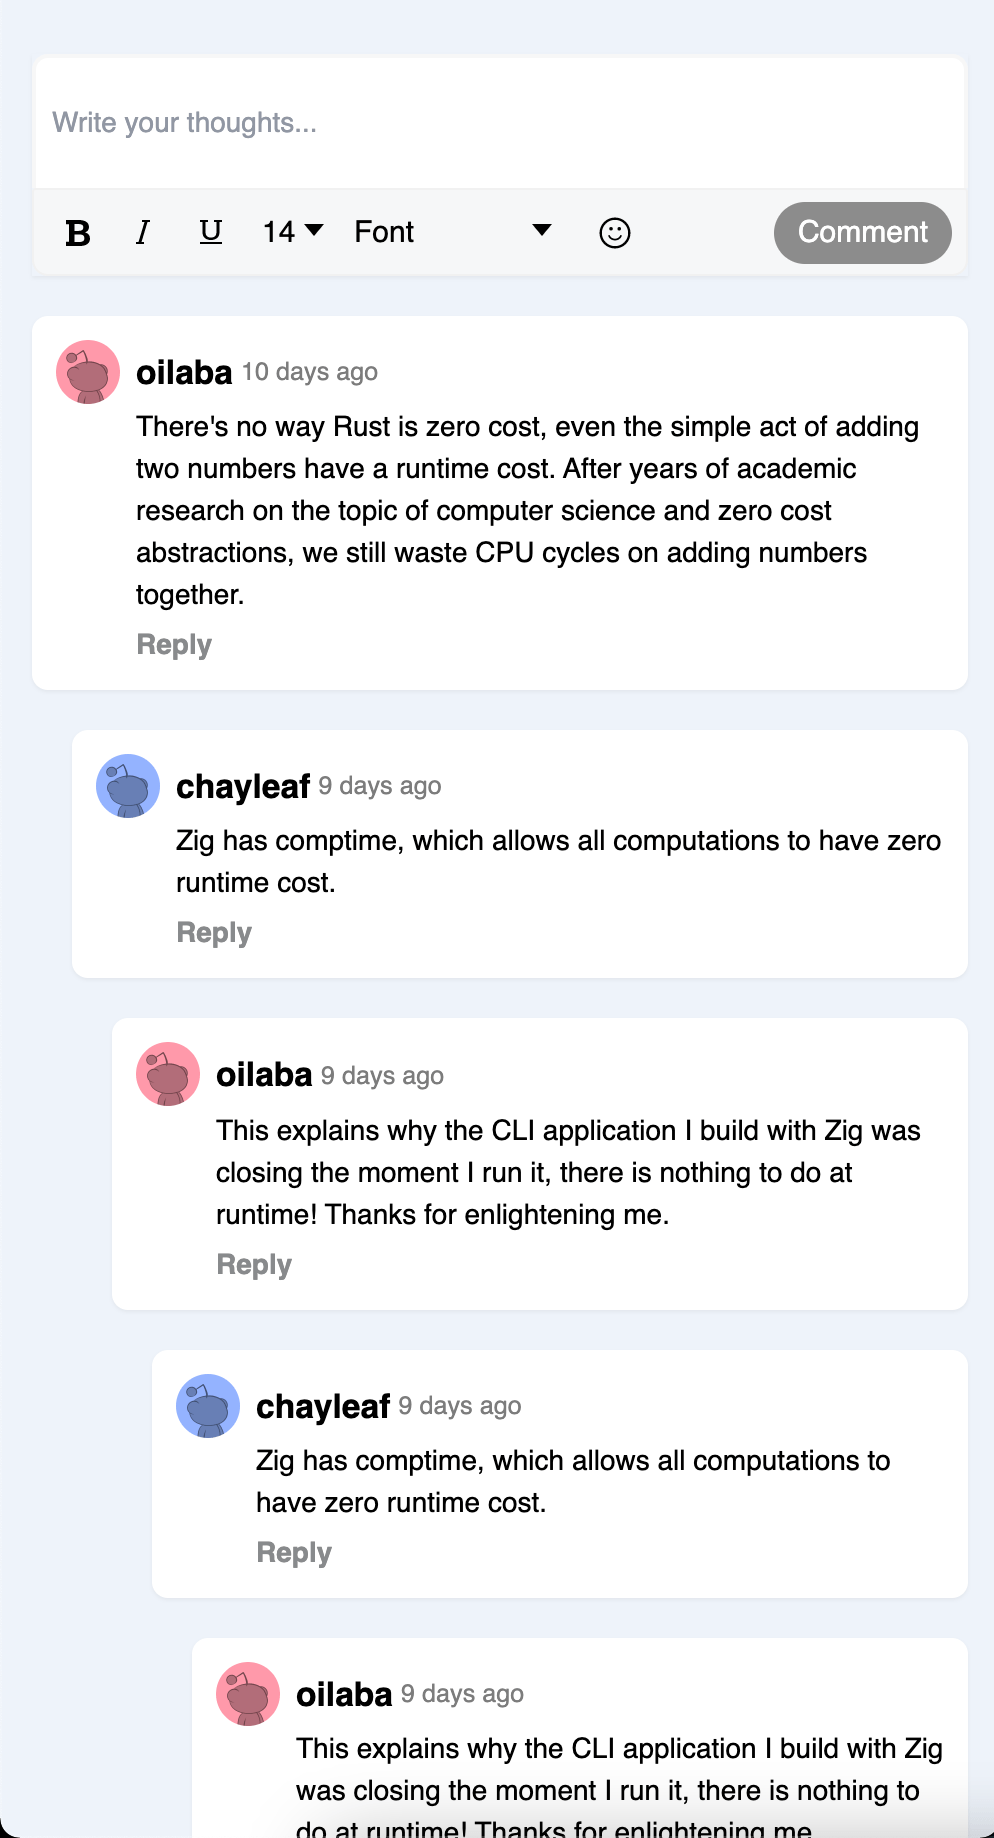 Write your thoughts...
B I U 14 Font Comment
oilaba 10 days ago
There's no way Rust is zero cost, even the simple act of adding
two numbers have a runtime cost. After years of academic
research on the topic of computer science and zero cost
abstractions, we still waste CPU cycles on adding numbers
together.
Reply
chayleaf 9 days ago
Zig has comptime, which allows all computations to have zero
runtime cost.
Reply
oilaba 9 days ago
This explains why the CLI application I build with Zig was
closing the moment I run it, there is nothing to do at
runtime! Thanks for enlightening me.
Reply
chayleaf 9 days ago
Zig has comptime, which allows all computations to
have zero runtime cost.
Reply
oilaba 9 days ago
This explains why the CLI application I build with Zig
was closing the moment I run it, there is nothing to
do at runtime! Thanks for enlightening me